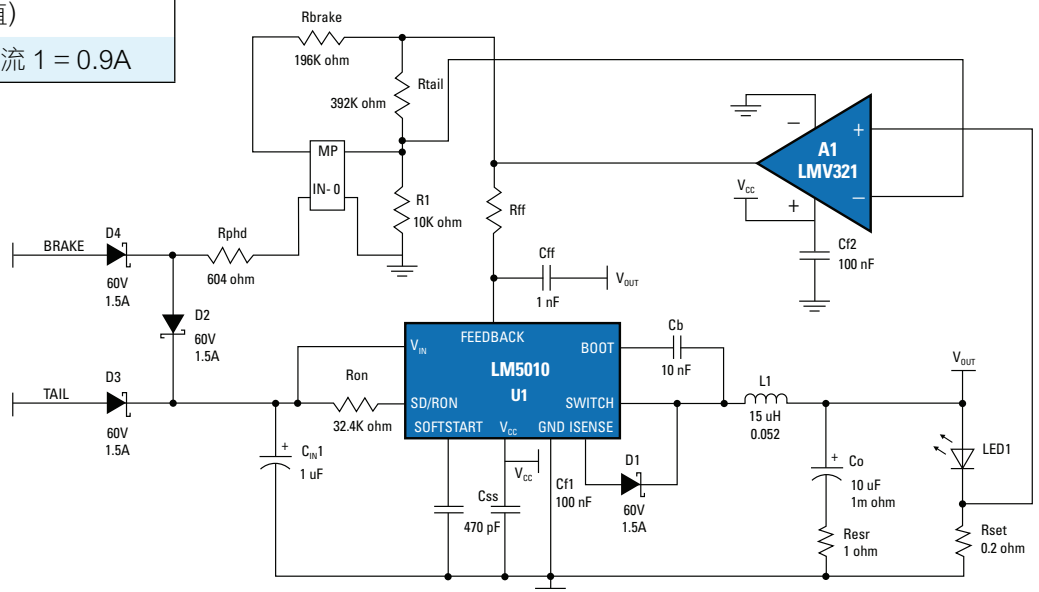 值)
流 1 = 0.9A
Rbrake
196K ohm
Rtail
392K ohm
MP
IN- 0
R1
10K ohm
A1
LMV321
+
−
−
+
V_CC
Cf2
100 nF
Rff
Cff
1 nF
V_OUT
BRAKE
D4
60V
1.5A
Rphd
604 ohm
D2
60V
1.5A
TAIL
D3
60V
1.5A
Ron
32.4K ohm
C_IN1
+
1 uF
V_IN
FEEDBACK
BOOT
LM5010
U1
SD/RON
SWITCH
SOFTSTART
V_CC
GND
ISENSE
V_CC
Css
470 pF
Cf1
100 nF
D1
60V
1.5A
Cb
10 nF
L1
15 uH
0.052
V_OUT
LED1
+
Co
10 uF
1m ohm
Resr
1 ohm
Rset
0.2 ohm